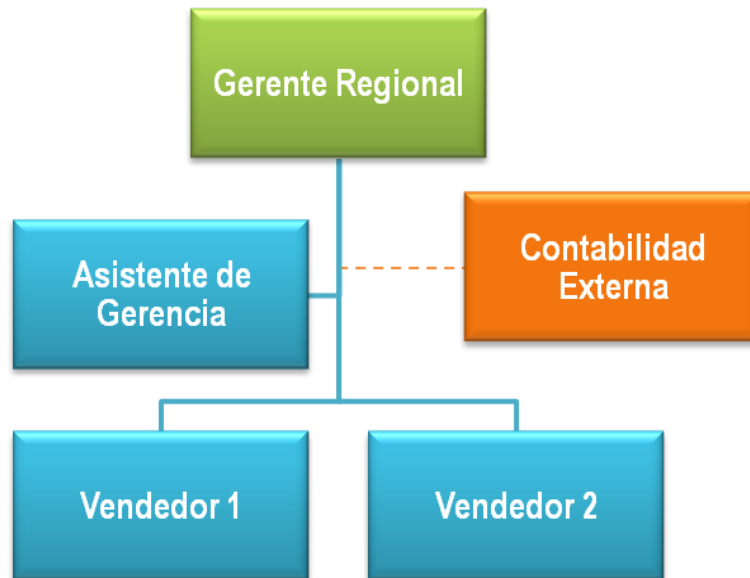 Gerente Regional
Asistente de
Gerencia
Contabilidad
Externa
Vendedor 1
Vendedor 2